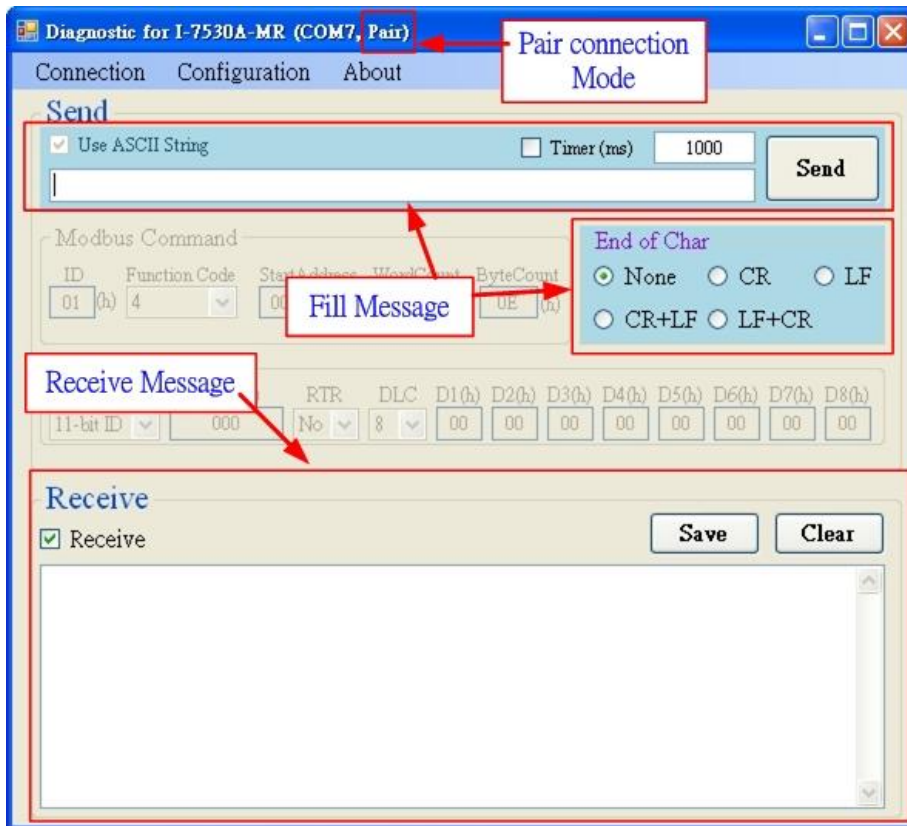 Diagnostic for I-7530A-MR (COM7, Pair)
Pair connection
Mode
Connection Configuration About
Send
Use ASCII String
Timer (ms) 1000
Send
Modbus Command
ID Function Code StartAddress WordCount ByteCount
01 (h) 4 00 0E (h)
Fill Message
End of Char
None CR LF
CR+LF LF+CR
Receive Message
RTR DLC D1(h) D2(h) D3(h) D4(h) D5(h) D6(h) D7(h) D8(h)
11-bit ID 000 No 8 00 00 00 00 00 00 00 00
Receive
Receive
Save Clear